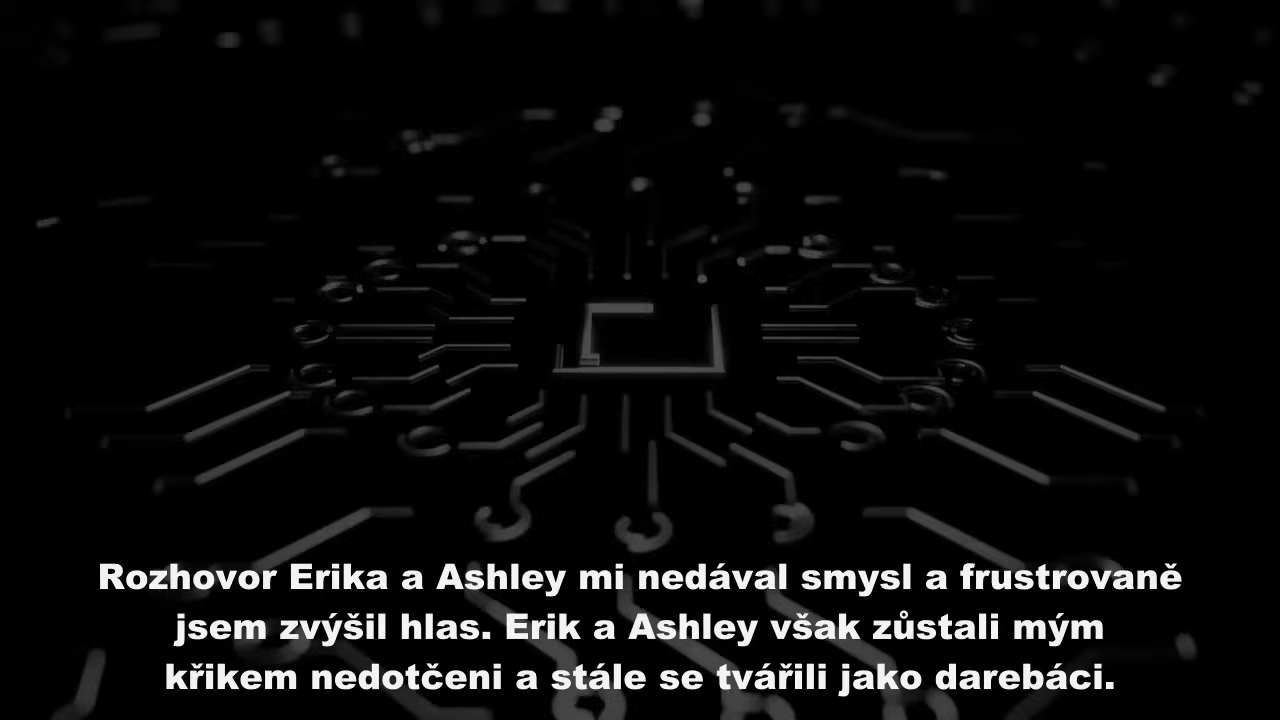 Rozhovor Erika a Ashley mi nedával smysl a frustrovaně
jsem zvýšil hlas. Erik a Ashley však zůstali mým
křikem nedotčeni a stále se tvářili jako darebáci.